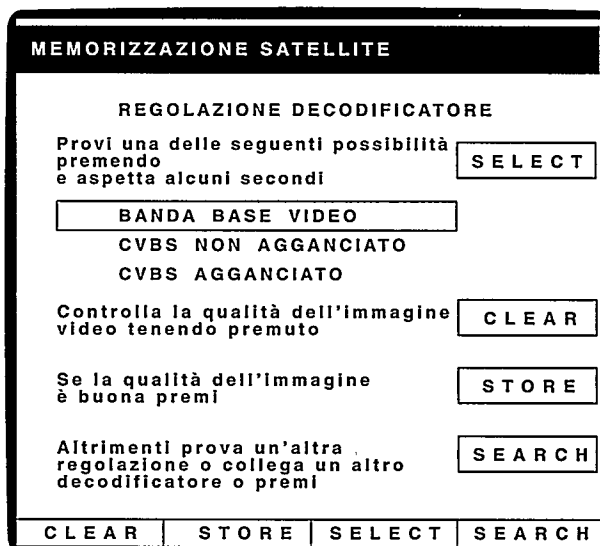 MEMORIZZAZIONE SATELLITE
REGOLAZIONE DECODIFICATORE
Provi una delle seguenti possibilità
premendo
e aspetta alcuni secondi
SELECT
BANDA BASE VIDEO
CVBS NON AGGANCIATO
CVBS AGGANCIATO
Controlla la qualità dell'immagine
video tenendo premuto
CLEAR
Se la qualità dell'immagine
è buona premi
STORE
Altrimenti prova un'altra
regolazione o collega un altro
decodificatore o premi
SEARCH
CLEAR STORE SELECT SEARCH